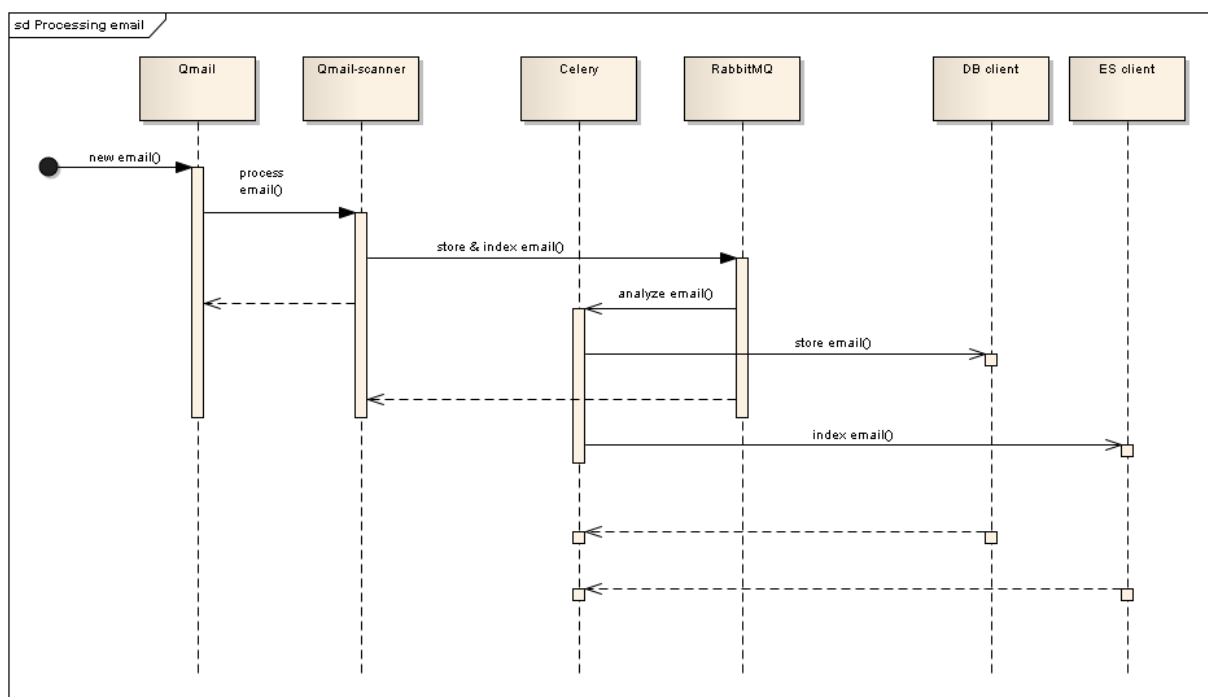 sd Processing email
Qmail
Qmail-scanner
Celery
RabbitMQ
DB client
ES client
new email()
process
email()
store & index email()
analyze email()
store email()
index email()